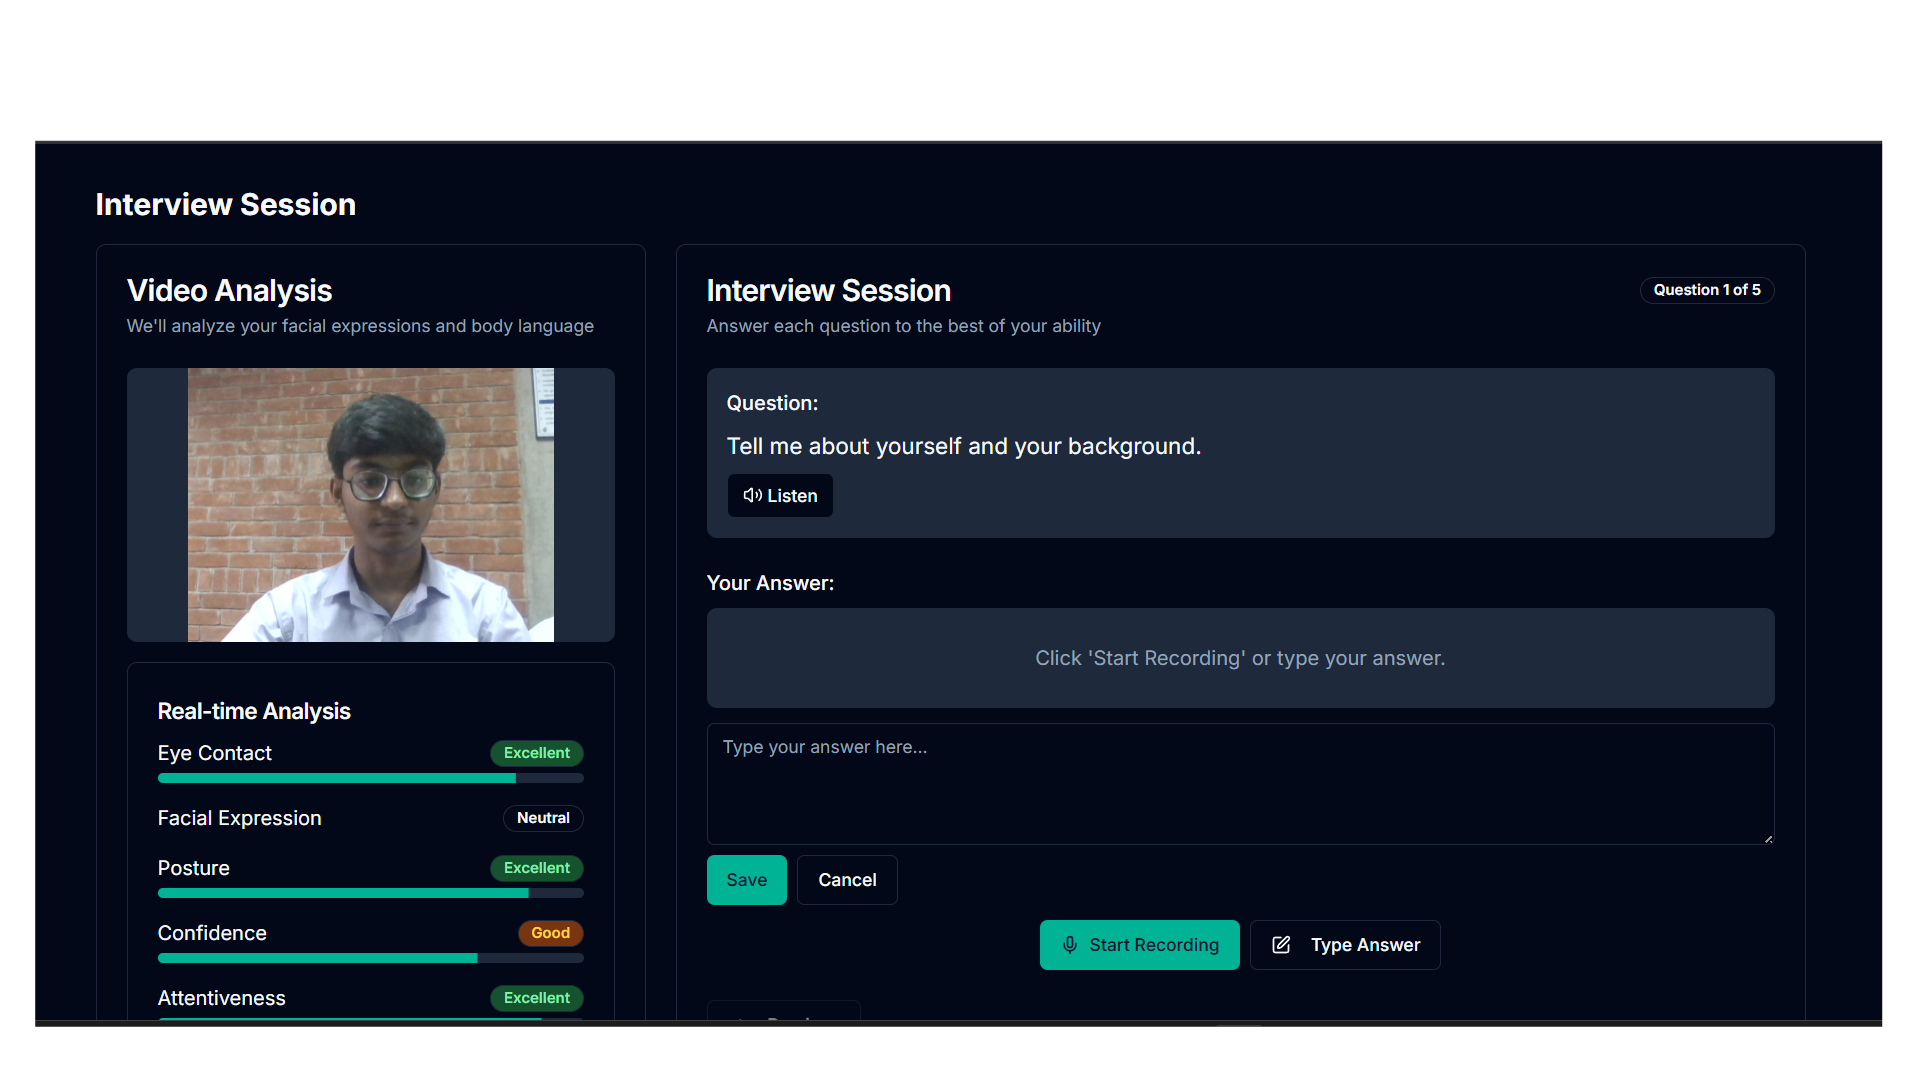 Interview Session
Video Analysis
We'll analyze your facial expressions and body language
Real-time Analysis
Eye Contact
Excellent
Facial Expression
Neutral
Posture
Excellent
Confidence
Good
Attentiveness
Excellent
Interview Session
Question 1 of 5
Answer each question to the best of your ability
Question:
Tell me about yourself and your background.
Listen
Your Answer:
Click 'Start Recording' or type your answer.
Type your answer here...
Save
Cancel
Start Recording
Type Answer